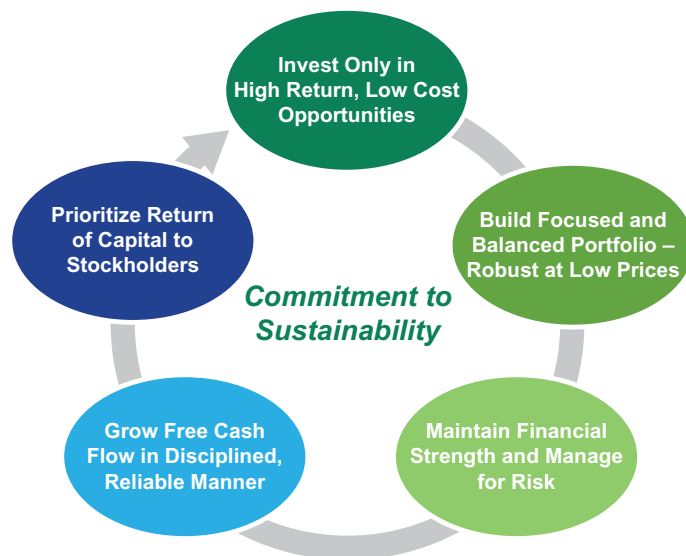 Invest Only in
High Return, Low Cost
Opportunities
Build Focused and
Balanced Portfolio –
Robust at Low Prices
Maintain Financial
Strength and Manage
for Risk
Grow Free Cash
Flow in Disciplined,
Reliable Manner
Prioritize Return
of Capital to
Stockholders
Commitment to
Sustainability